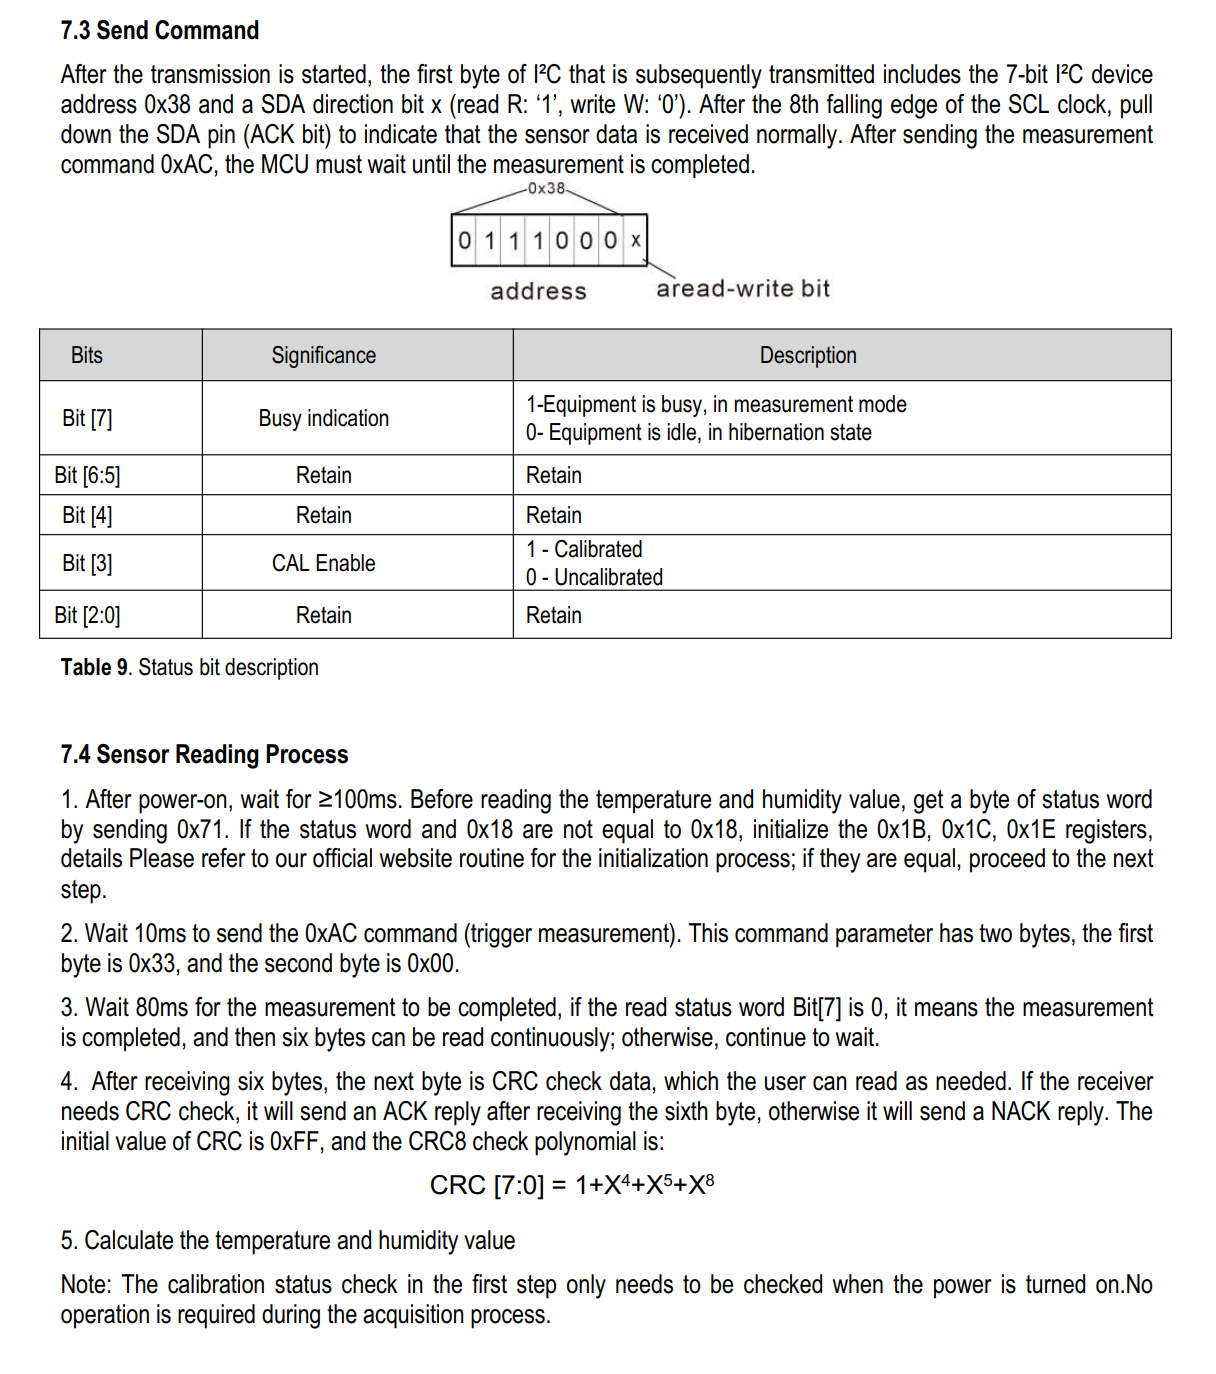 7.3 Send Command
After the transmission is started, the first byte of I²C that is subsequently transmitted includes the 7-bit I²C device
address 0x38 and a SDA direction bit x (read R: ‘1’, write W: ‘0’). After the 8th falling edge of the SCL clock, pull
down the SDA pin (ACK bit) to indicate that the sensor data is received normally. After sending the measurement
command 0xAC, the MCU must wait until the measurement is completed.
0x38
0 1 1 1 0 0 0 x
address
aread-write bit
Bits Significance Description
Bit [7] Busy indication 1-Equipment is busy, in measurement mode
0- Equipment is idle, in hibernation state
Bit [6:5] Retain Retain
Bit [4] Retain Retain
Bit [3] CAL Enable 1 - Calibrated
0 - Uncalibrated
Bit [2:0] Retain Retain
Table 9. Status bit description
7.4 Sensor Reading Process
1. After power-on, wait for ≥100ms. Before reading the temperature and humidity value, get a byte of status word
by sending 0x71. If the status word and 0x18 are not equal to 0x18, initialize the 0x1B, 0x1C, 0x1E registers,
details Please refer to our official website routine for the initialization process; if they are equal, proceed to the next
step.
2. Wait 10ms to send the 0xAC command (trigger measurement). This command parameter has two bytes, the first
byte is 0x33, and the second byte is 0x00.
3. Wait 80ms for the measurement to be completed, if the read status word Bit[7] is 0, it means the measurement
is completed, and then six bytes can be read continuously; otherwise, continue to wait.
4. After receiving six bytes, the next byte is CRC check data, which the user can read as needed. If the receiver
needs CRC check, it will send an ACK reply after receiving the sixth byte, otherwise it will send a NACK reply. The
initial value of CRC is 0xFF, and the CRC8 check polynomial is:
CRC [7:0] = 1+X⁴+X⁵+X⁸
5. Calculate the temperature and humidity value
Note: The calibration status check in the first step only needs to be checked when the power is turned on.No
operation is required during the acquisition process.